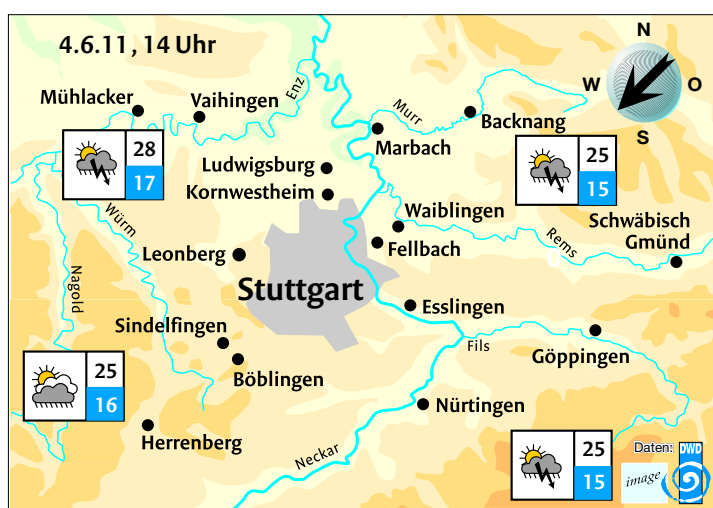 4.6.11, 14 Uhr
N
W
O
S
Mühlacker
Vaihingen
Enz
Murr
Backnang
Marbach
28
17
25
15
Ludwigsburg
Kornwestheim
Waiblingen
Schwäbisch
Gmünd
Würm
Rems
Leonberg
Fellbach
Nagold
Stuttgart
Esslingen
Sindelfingen
Fils
Göppingen
Böblingen
25
16
Nürtingen
Herrenberg
Neckar
25
15
Daten:
DWD
image